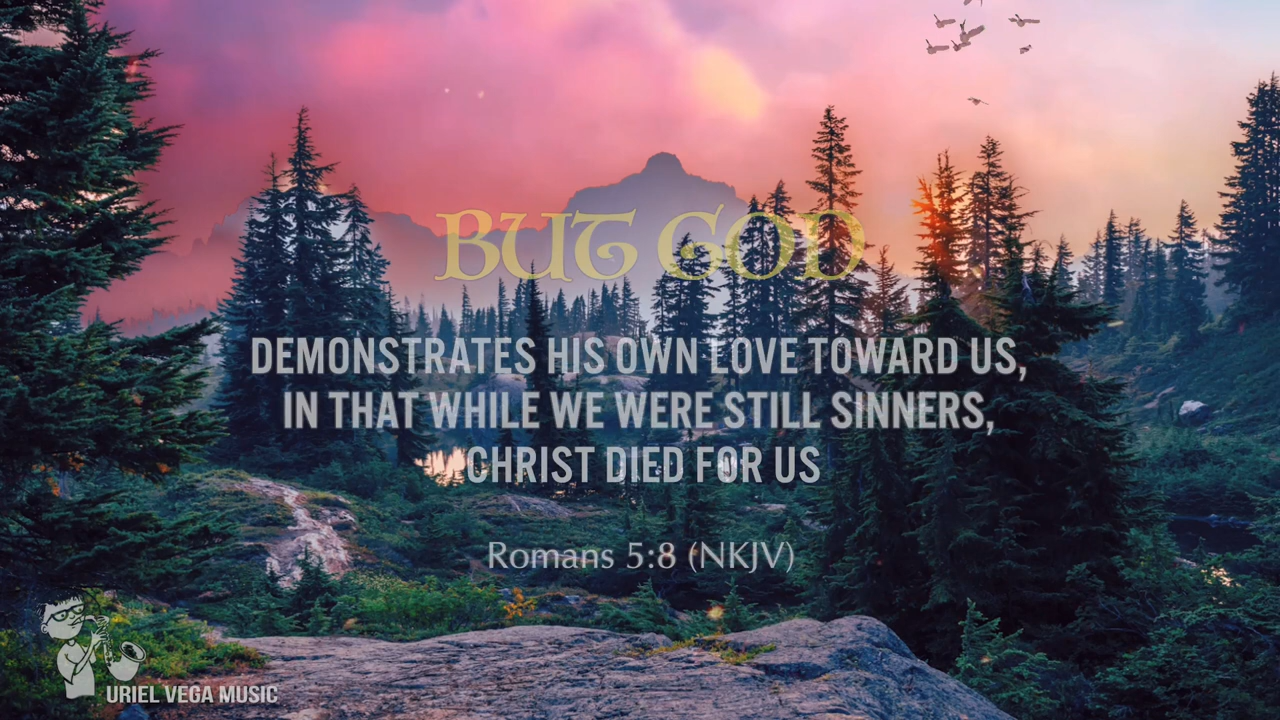 BUT GOD
DEMONSTRATES HIS OWN LOVE TOWARD US,
IN THAT WHILE WE WERE STILL SINNERS,
CHRIST DIED FOR US
Romans 5:8 (NKJV)
URIEL VEGA MUSIC